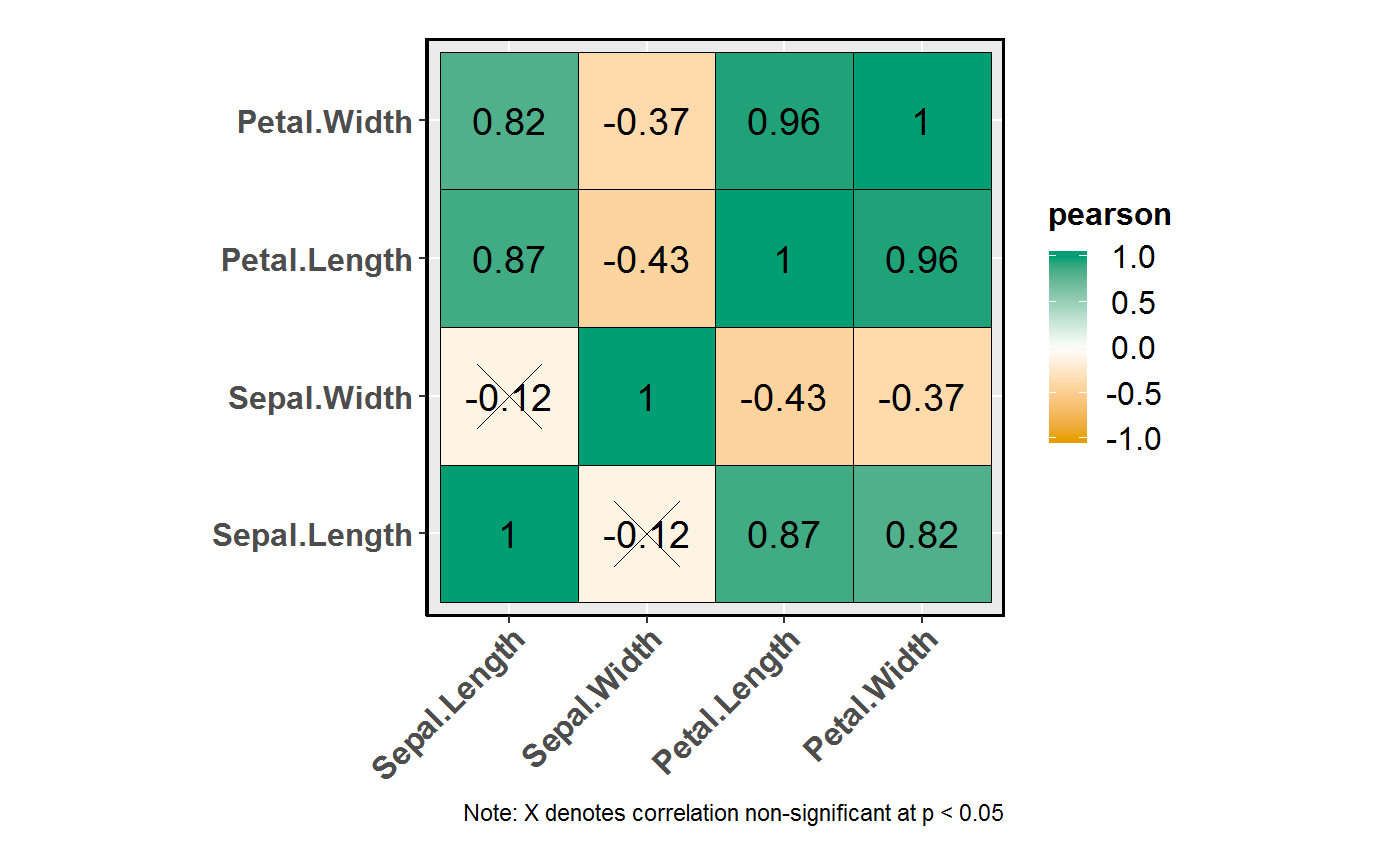 Petal.Width 0.82 -0.37 0.96 1
Petal.Length 0.87 -0.43 1 0.96
Sepal.Width -0.12 1 -0.43 -0.37
Sepal.Length 1 -0.12 0.87 0.82
Sepal.Length Sepal.Width Petal.Length Petal.Width
pearson
1.0
0.5
0.0
-0.5
-1.0
Note: X denotes correlation non-significant at p < 0.05